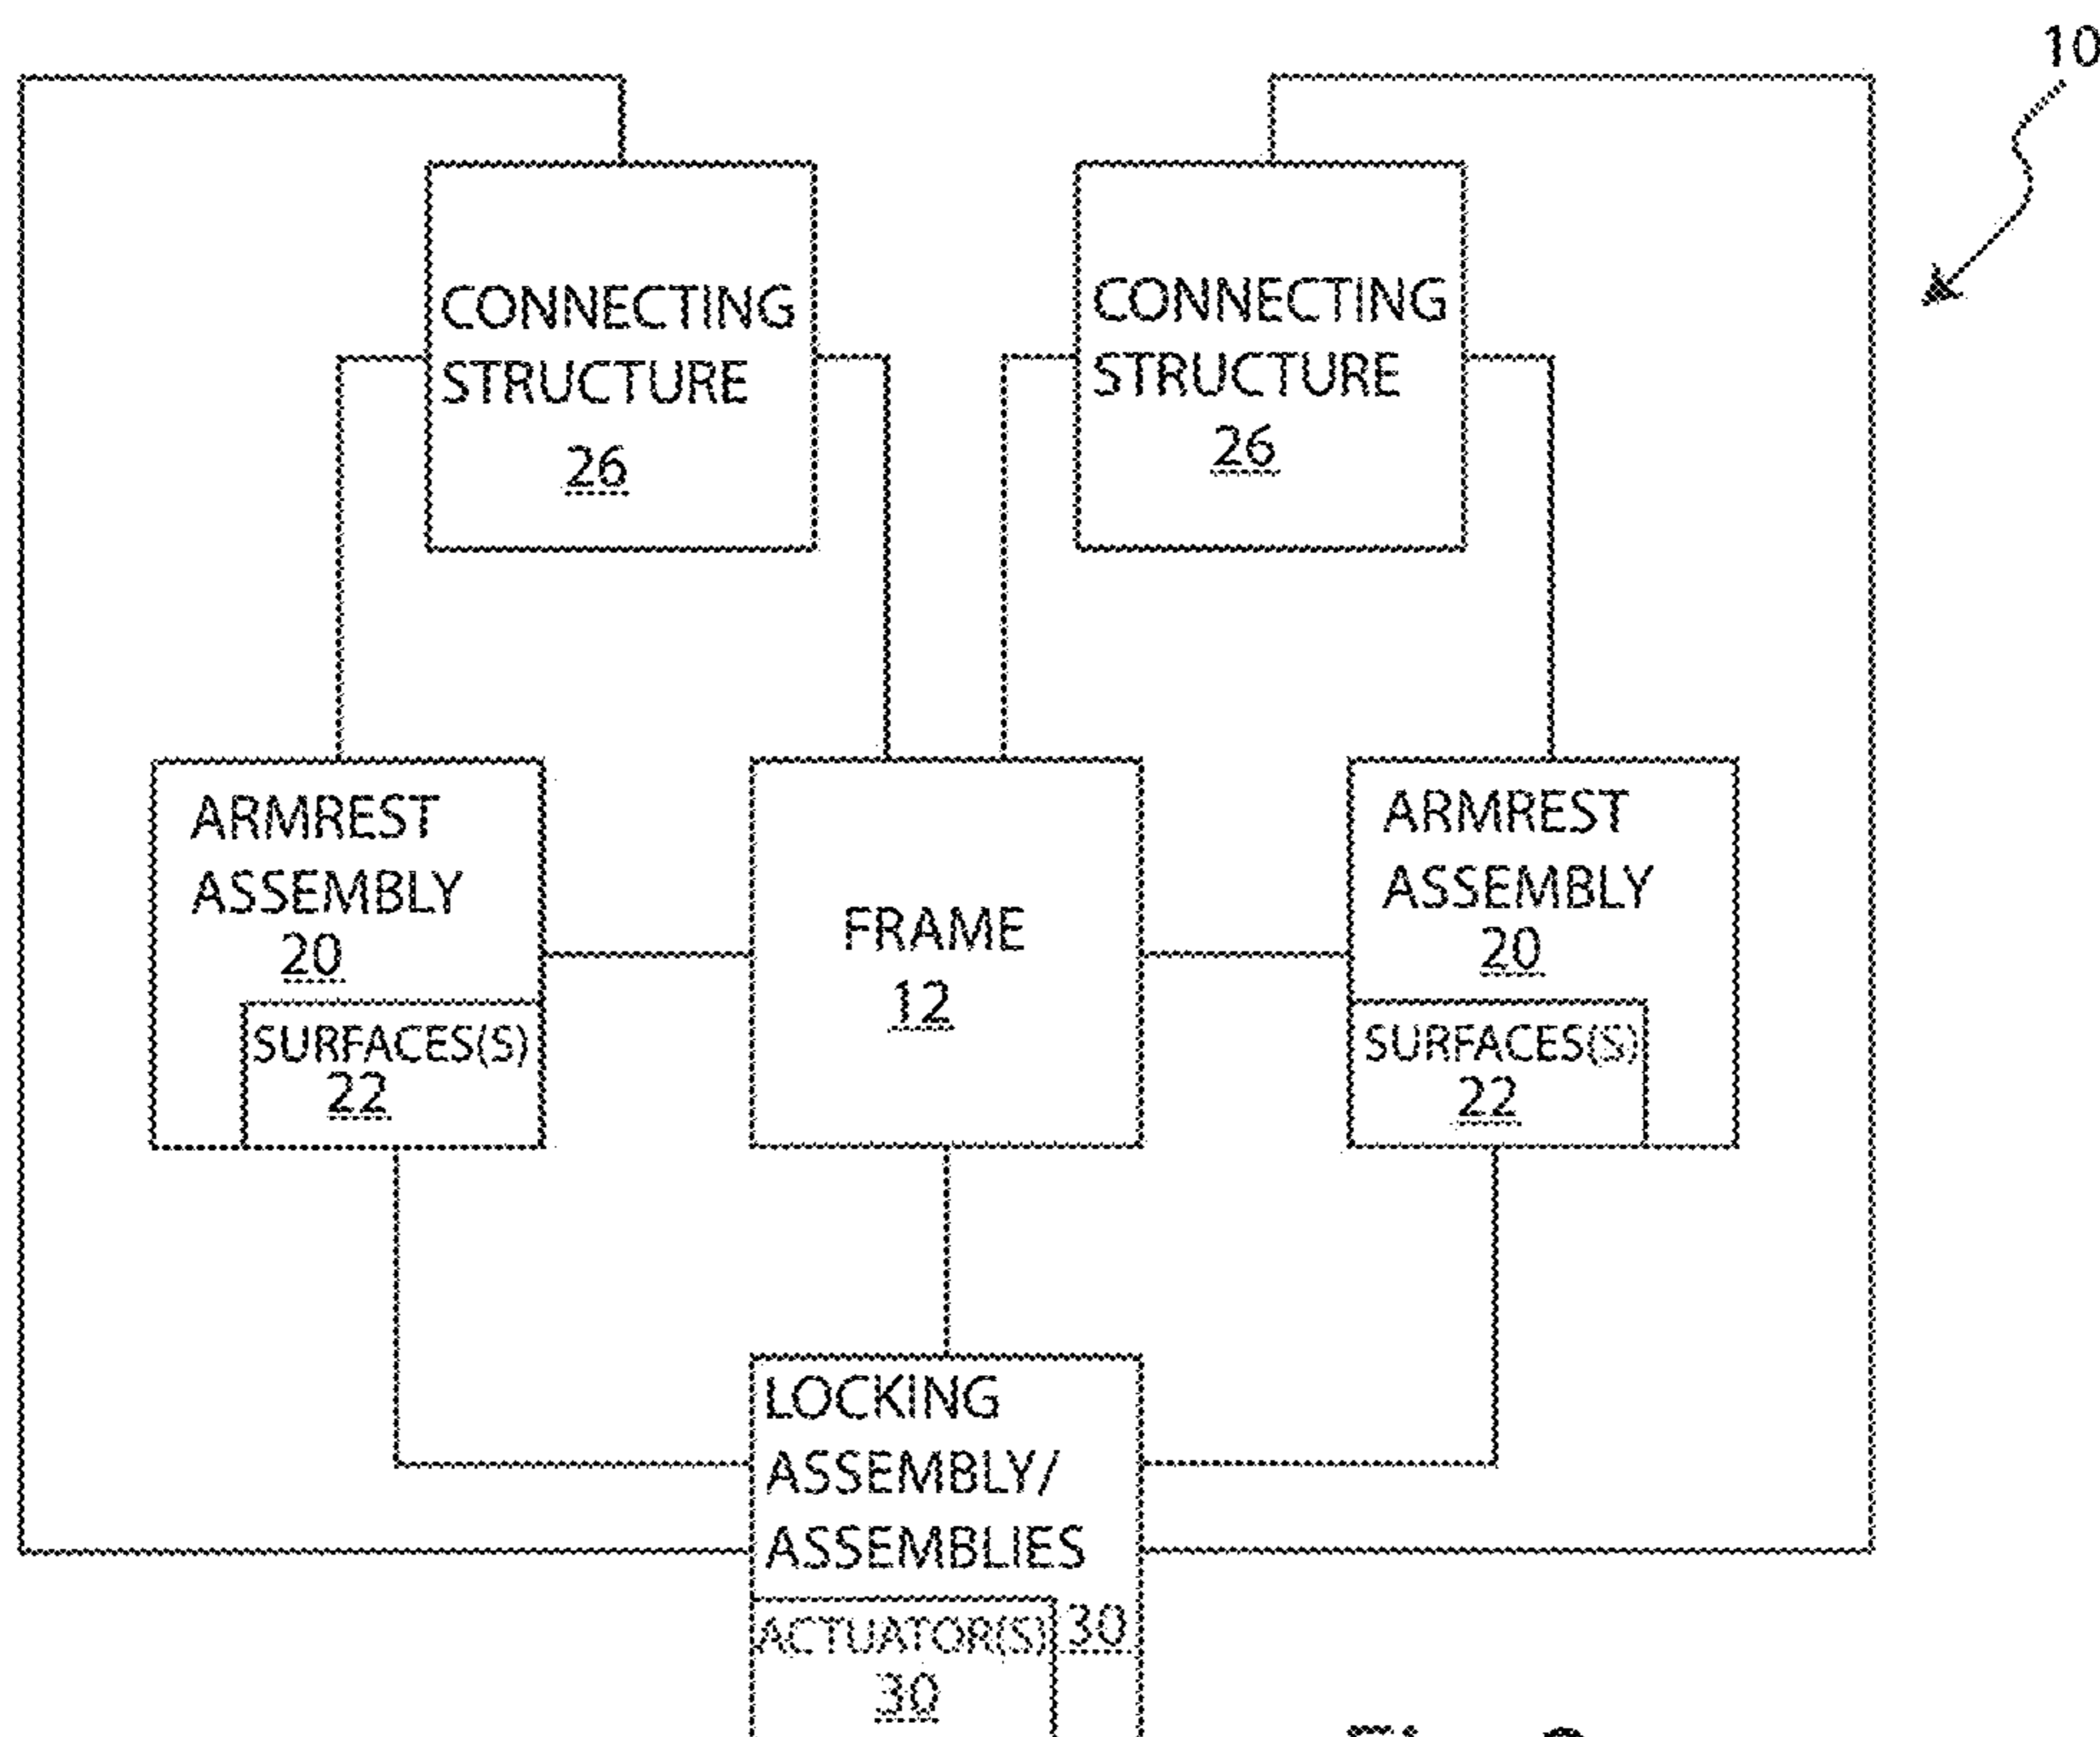 10
CONNECTING
STRUCTURE
26
CONNECTING
STRUCTURE
26
ARMREST
ASSEMBLY
20
SURFACES(S)
22
FRAME
12
ARMREST
ASSEMBLY
20
SURFACES(S)
22
LOCKING
ASSEMBLY/
ASSEMBLIES
30
ACTUATOR(S)
30